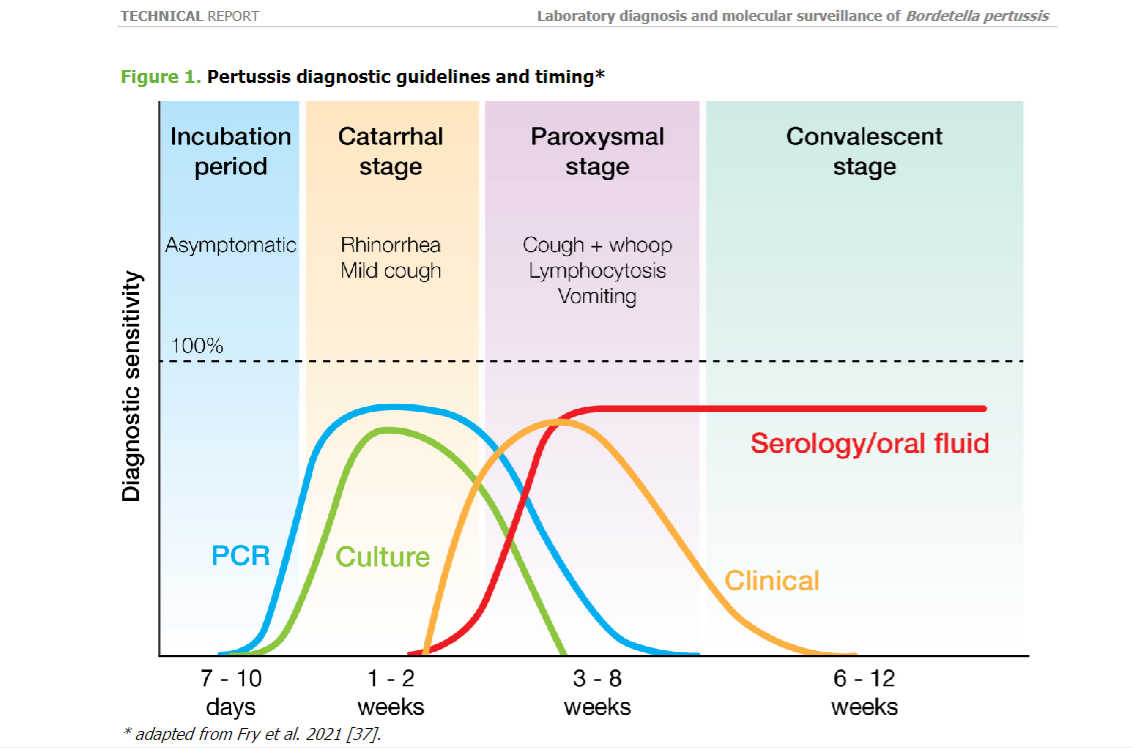 TECHNICAL REPORT
Laboratory diagnosis and molecular surveillance of Bordetella pertussis
Figure 1. Pertussis diagnostic guidelines and timing*
Incubation
period
Catarrhal
stage
Paroxysmal
stage
Convalescent
stage
Asymptomatic
Rhinorrhea
Mild cough
Cough + whoop
Lymphocytosis
Vomiting
Diagnostic sensitivity
100%
Serology/oral fluid
PCR
Culture
Clinical
7 - 10
days
1 - 2
weeks
3 - 8
weeks
6 - 12
weeks
* adapted from Fry et al. 2021 [37].